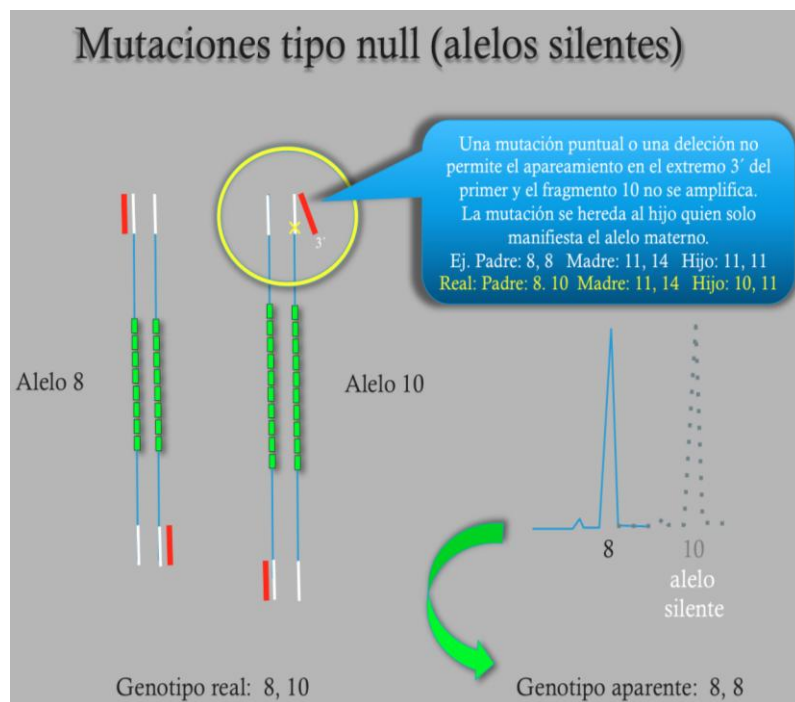 Mutaciones tipo null (alelos silentes)
Una mutación puntual o una deleción no
permite el apareamiento en el extremo 3´ del
primer y el fragmento 10 no se amplifica.
La mutación se hereda al hijo quien solo
manifiesta el alelo materno.
Ej. Padre: 8, 8 Madre: 11, 14 Hijo: 11, 11
Real: Padre: 8. 10 Madre: 11, 14 Hijo: 10, 11
3´
Alelo 8
Alelo 10
8
10
alelo
silente
Genotipo real: 8, 10
Genotipo aparente: 8, 8